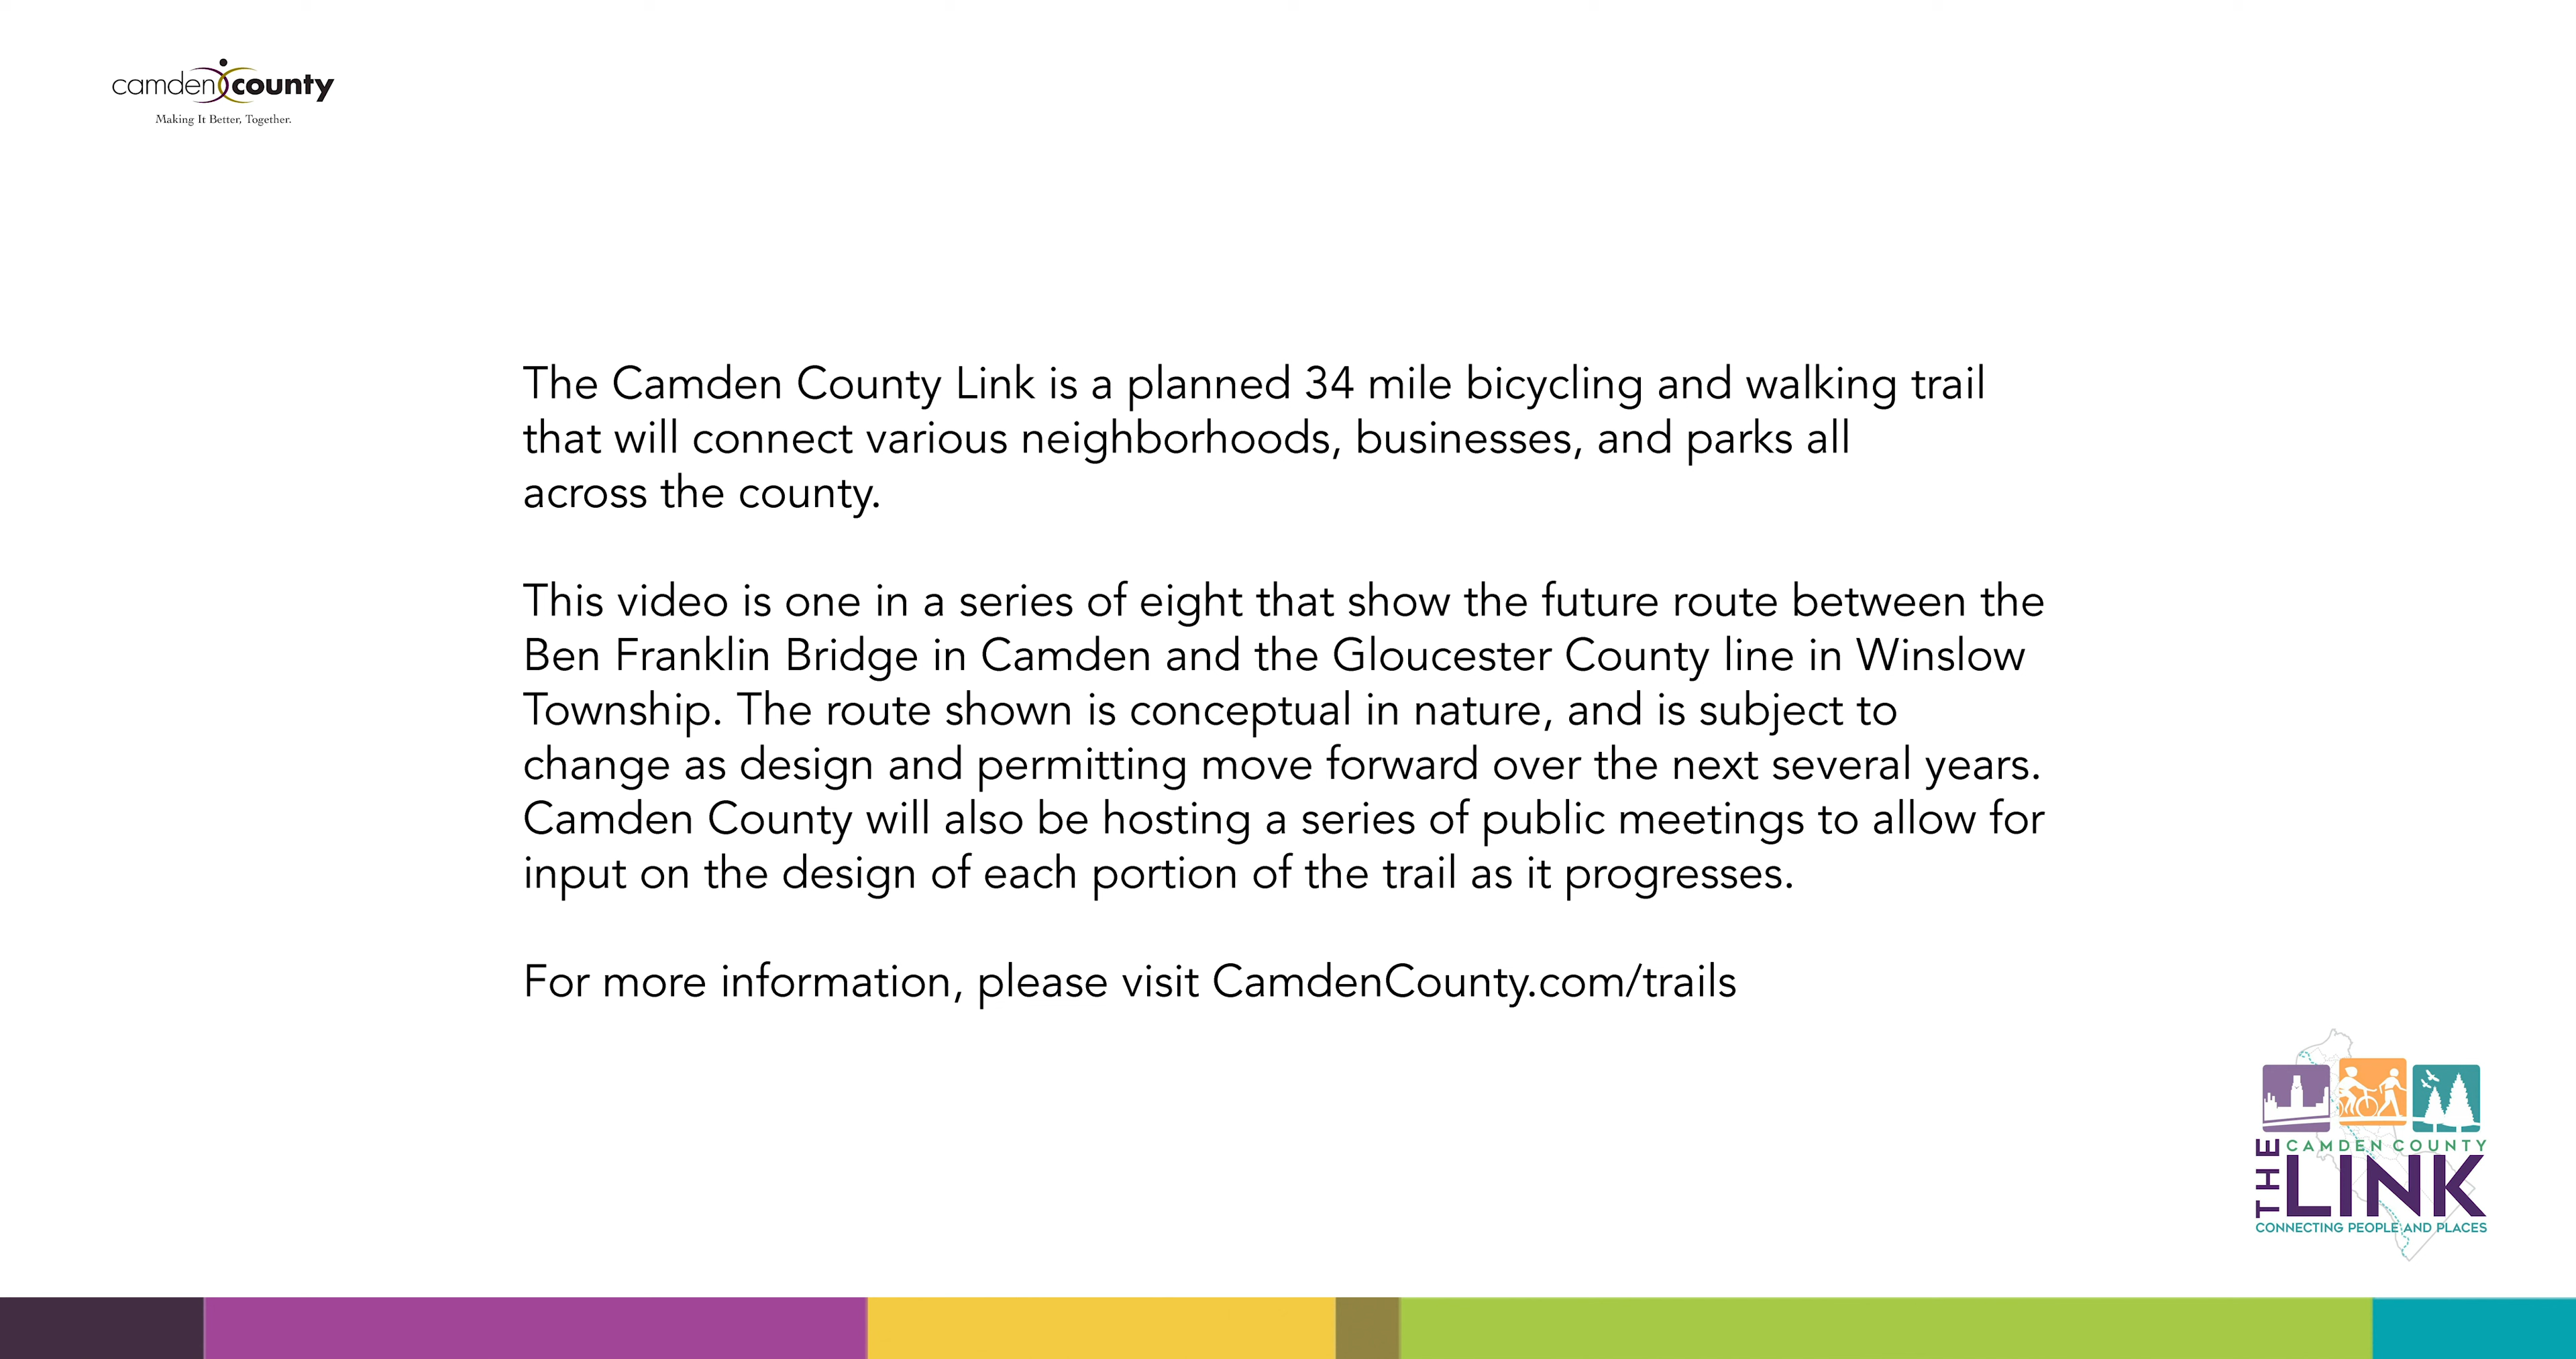 camden county
Making It Better, Together.
The Camden County Link is a planned 34 mile bicycling and walking trail
that will connect various neighborhoods, businesses, and parks all
across the county.
This video is one in a series of eight that show the future route between the
Ben Franklin Bridge in Camden and the Gloucester County line in Winslow
Township. The route shown is conceptual in nature, and is subject to
change as design and permitting move forward over the next several years.
Camden County will also be hosting a series of public meetings to allow for
input on the design of each portion of the trail as it progresses.
For more information, please visit CamdenCounty.com/trails
CAMDEN COUNTY
THE LINK
CONNECTING PEOPLE AND PLACES